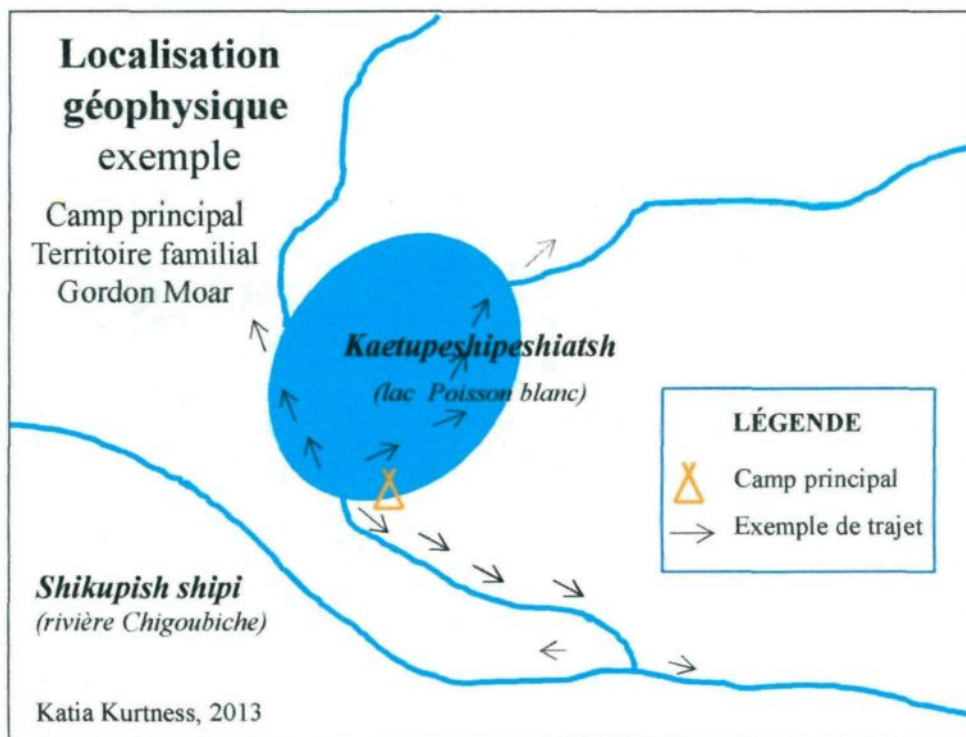 Localisation
géophysique
exemple
Camp principal
Territoire familial
Gordon Moar
Kaetupeshipeshiatsh
(lac Poisson blanc)
LÉGENDE
Camp principal
Exemple de trajet
Shikupish shipi
(rivière Chigoubiche)
Katia Kurtness, 2013